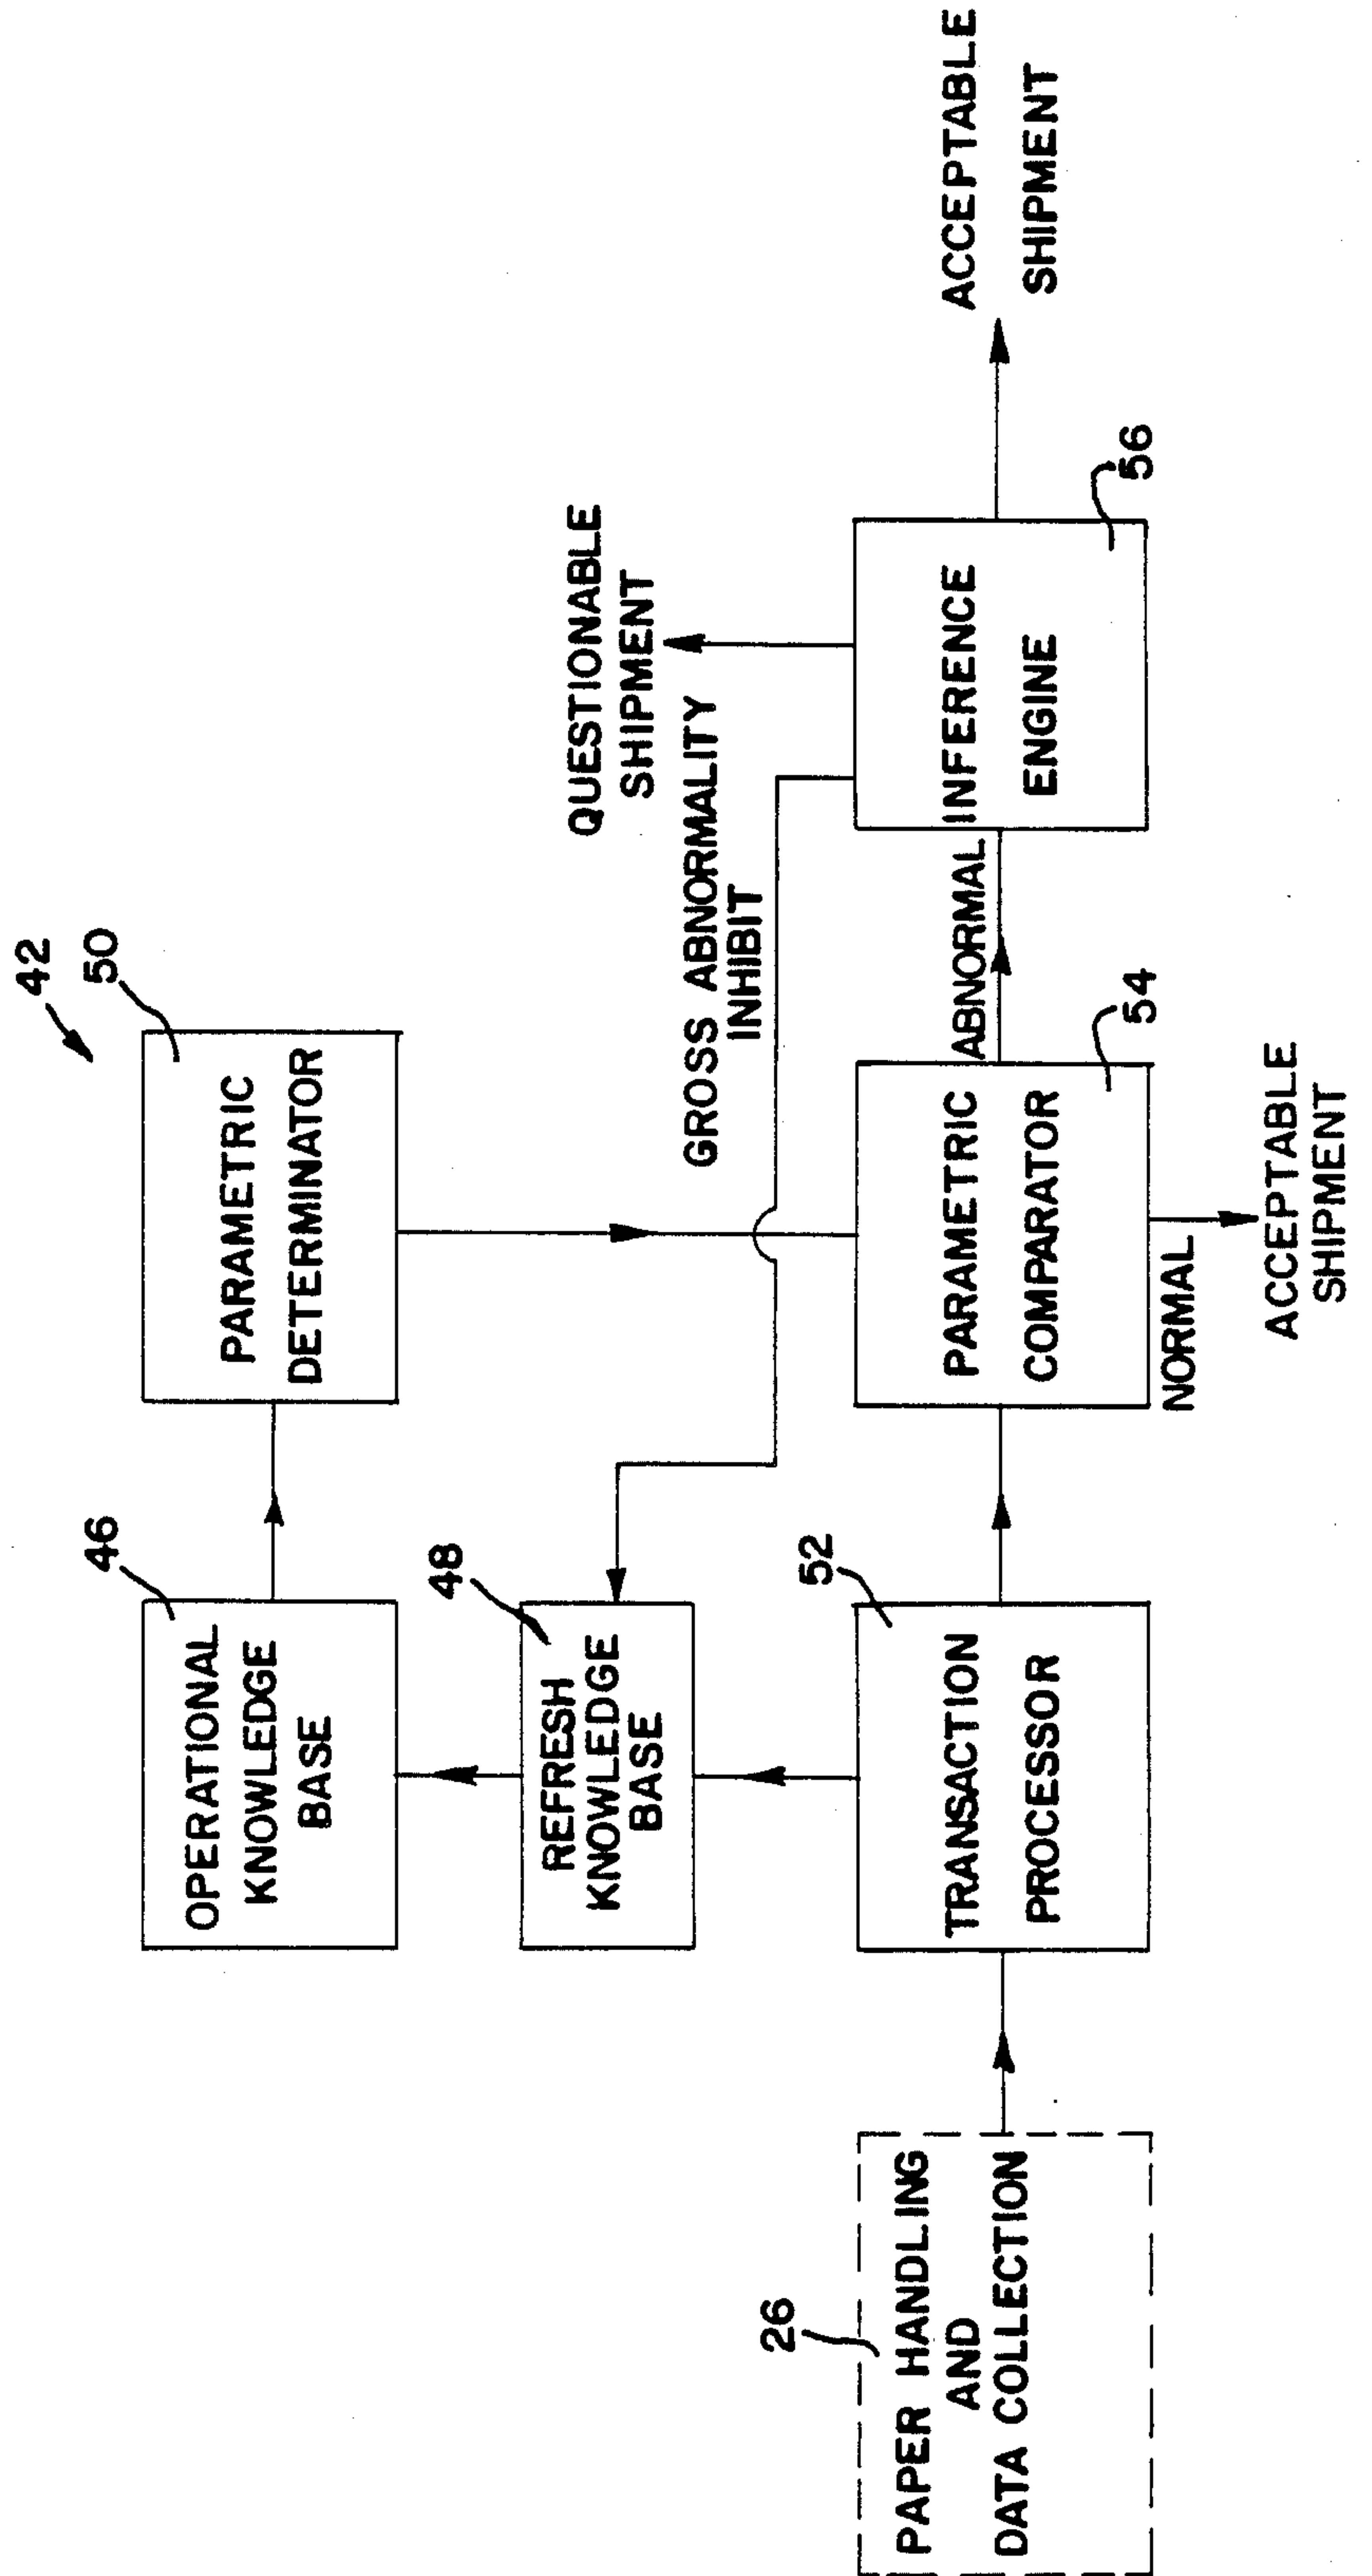 42
46
OPERATIONAL
KNOWLEDGE
BASE
50
PARAMETRIC
DETERMINATOR
48
REFRESH
KNOWLEDGE
BASE
GROSS ABNORMALITY
INHIBIT
QUESTIONABLE
SHIPMENT
26
PAPER HANDLING
AND
DATA COLLECTION
52
TRANSACTION
PROCESSOR
54
PARAMETRIC
COMPARATOR
ABNORMAL
NORMAL
ACCEPTABLE
SHIPMENT
56
INFERENCE
ENGINE
ACCEPTABLE
SHIPMENT